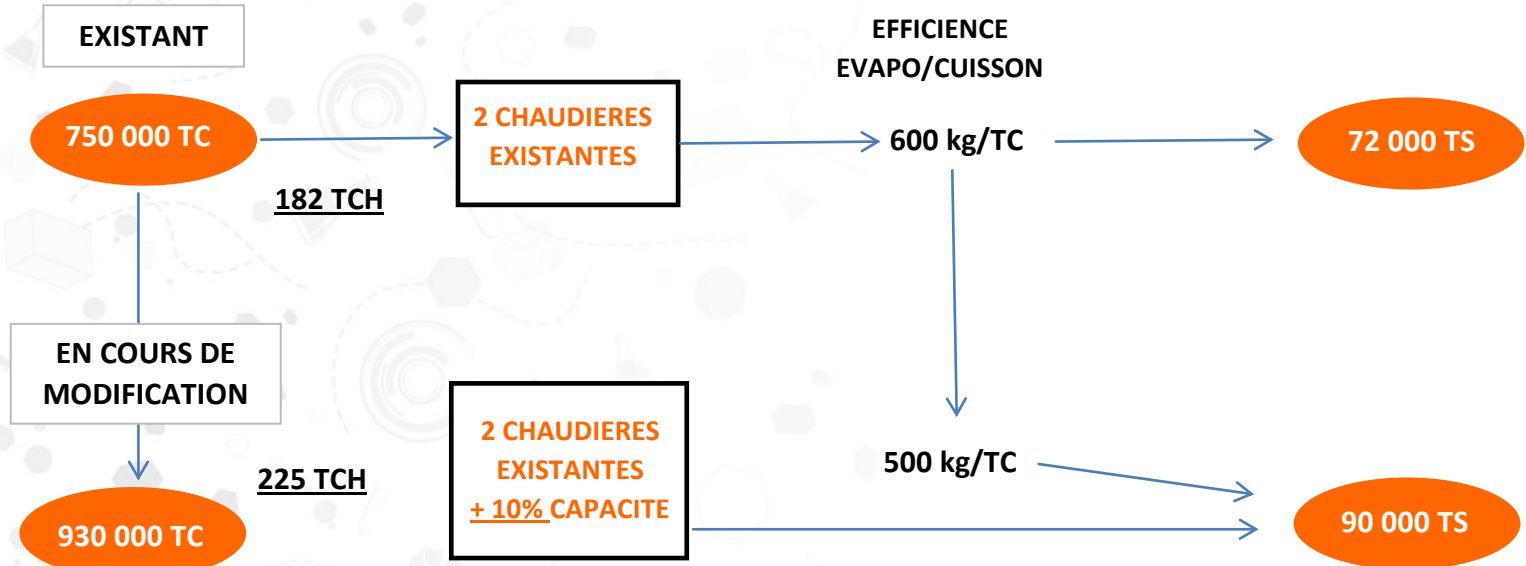 EXISTANT
EFFICIENCE
EVAPO/CUISSON
750 000 TC
2 CHAUDIERES
EXISTANTES
600 kg/TC
72 000 TS
182 TCH
EN COURS DE
MODIFICATION
2 CHAUDIERES
EXISTANTES
+ 10% CAPACITE
500 kg/TC
225 TCH
930 000 TC
90 000 TS